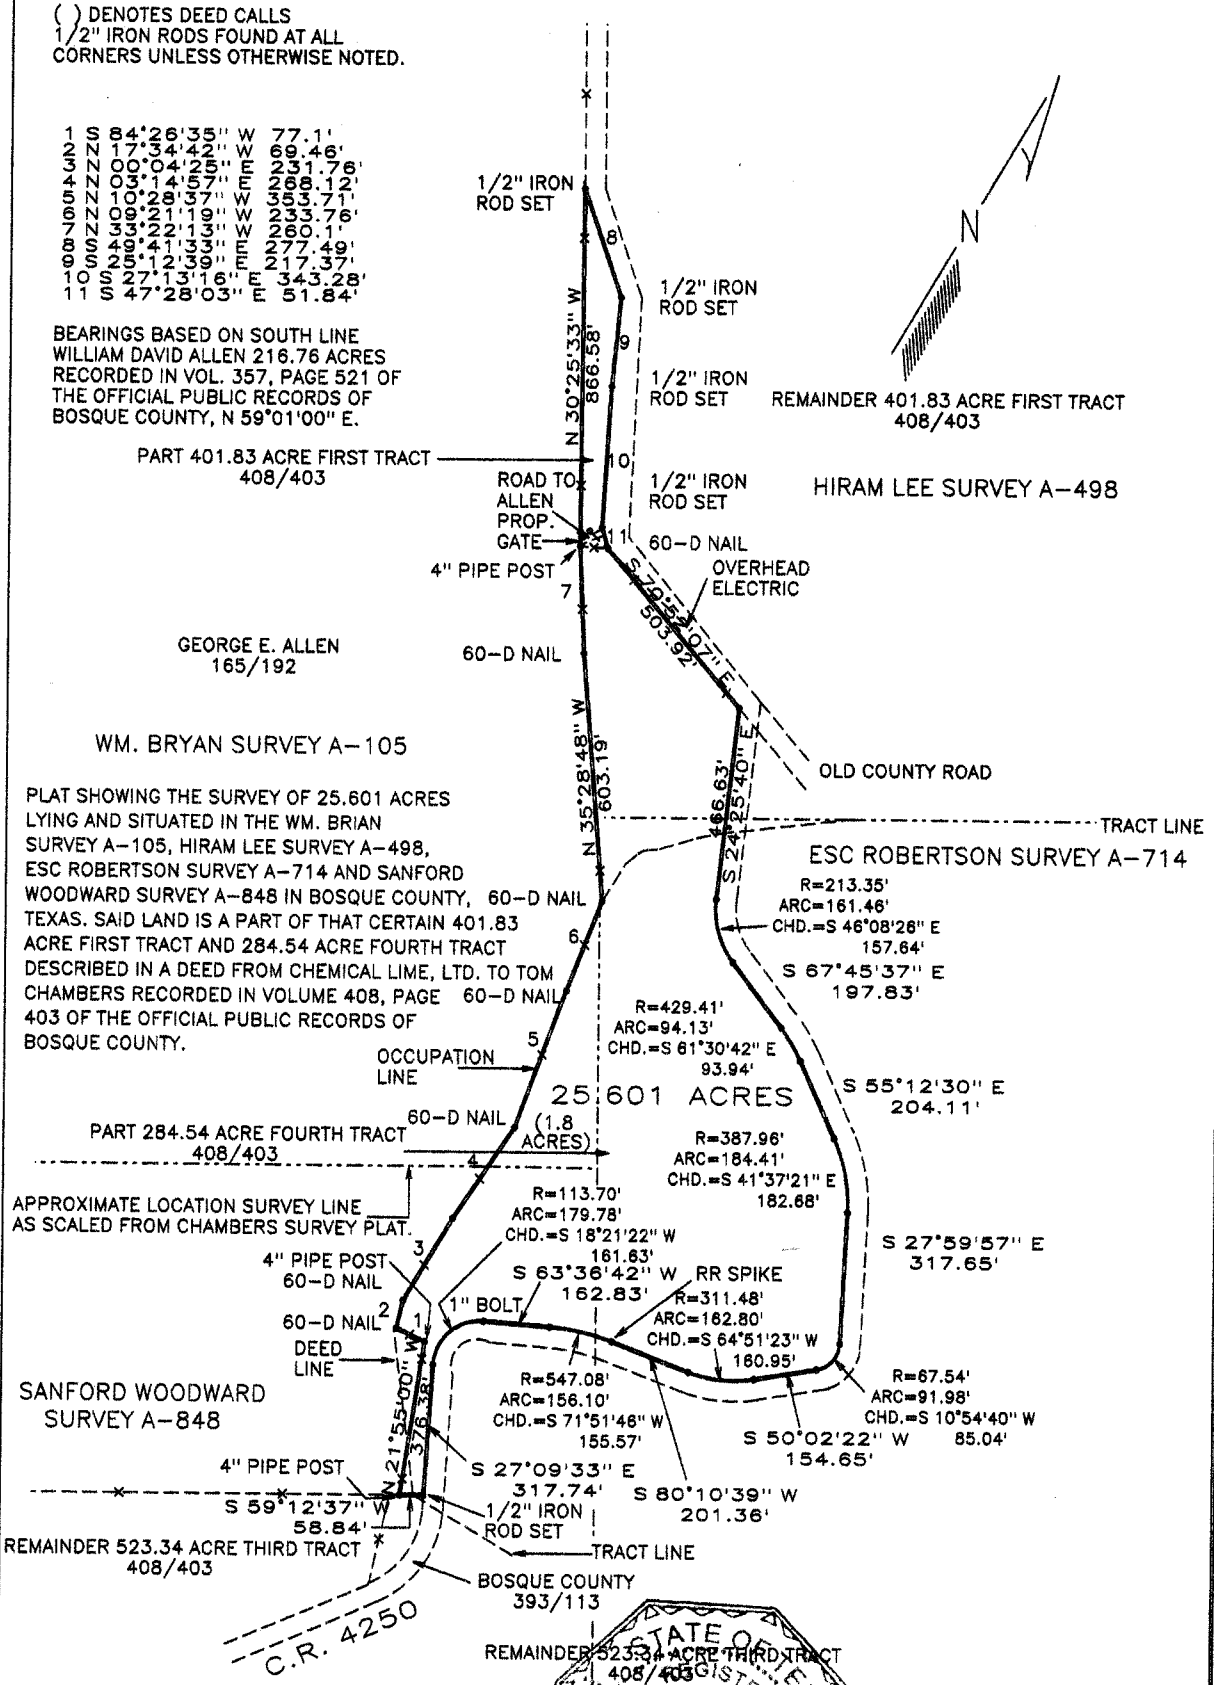 ( ) DENOTES DEED CALLS
1/2" IRON RODS FOUND AT ALL
CORNERS UNLESS OTHERWISE NOTED.
1 S 84°26'35" W 77.1'
2 N 17°34'42" W 69.46'
3 N 00°04'25" E 231.76'
4 N 03°14'57" E 268.12'
5 N 10°28'37" W 353.71'
6 N 09°21'19" W 233.76'
7 N 33°22'13" W 260.1'
8 S 49°41'33" E 277.49'
9 S 25°12'39" E 217.37'
10 S 27°13'16" E 343.28'
11 S 47°28'03" E 51.84'
BEARINGS BASED ON SOUTH LINE
WILLIAM DAVID ALLEN 216.76 ACRES
RECORDED IN VOL. 357, PAGE 521 OF
THE OFFICIAL PUBLIC RECORDS OF
BOSQUE COUNTY, N 59°01'00" E.
1/2" IRON
ROD SET
8
1/2" IRON
ROD SET
N
N 30°25'33" W
866.58'
9
1/2" IRON
ROD SET
REMAINDER 401.83 ACRE FIRST TRACT
408/403
PART 401.83 ACRE FIRST TRACT
408/403
10
ROAD TO
ALLEN
PROP.
GATE
1/2" IRON
ROD SET
HIRAM LEE SURVEY A-498
11
60-D NAIL
4" PIPE POST
OVERHEAD
ELECTRIC
7
S 70°52'07" E
503.92'
GEORGE E. ALLEN
165/192
60-D NAIL
WM. BRYAN SURVEY A-105
N 35°28'48" W
603.19'
466.63'
S 24°25'40" E
OLD COUNTY ROAD
TRACT LINE
ESC ROBERTSON SURVEY A-714
PLAT SHOWING THE SURVEY OF 25.601 ACRES
LYING AND SITUATED IN THE WM. BRIAN
SURVEY A-105, HIRAM LEE SURVEY A-498,
ESC ROBERTSON SURVEY A-714 AND SANFORD
WOODWARD SURVEY A-848 IN BOSQUE COUNTY,
TEXAS. SAID LAND IS A PART OF THAT CERTAIN 401.83
ACRE FIRST TRACT AND 284.54 ACRE FOURTH TRACT
DESCRIBED IN A DEED FROM CHEMICAL LIME, LTD. TO TOM
CHAMBERS RECORDED IN VOLUME 408, PAGE
403 OF THE OFFICIAL PUBLIC RECORDS OF
BOSQUE COUNTY.
60-D NAIL
6
60-D NAIL
5
R=213.35'
ARC=161.46'
CHD.=S 46°08'26" E
157.64'
S 67°45'37" E
197.83'
R=429.41'
ARC=94.13'
CHD.=S 61°30'42" E
93.94'
OCCUPATION
LINE
25.601 ACRES
S 55°12'30" E
204.11'
60-D NAIL
(1.8
ACRES)
PART 284.54 ACRE FOURTH TRACT
408/403
R=387.96'
ARC=184.41'
CHD.=S 41°37'21" E
182.68'
4
APPROXIMATE LOCATION SURVEY LINE
AS SCALED FROM CHAMBERS SURVEY PLAT.
R=113.70'
ARC=179.78'
CHD.=S 18°21'22" W
161.63'
S 27°59'57" E
317.65'
3
4" PIPE POST
60-D NAIL
S 63°36'42" W
162.83'
RR SPIKE
1" BOLT
R=311.48'
ARC=162.80'
CHD.=S 64°51'23" W
160.95'
2
1
60-D NAIL
DEED
LINE
SANFORD WOODWARD
SURVEY A-848
N 21°55'00" W
376.38'
R=547.08'
ARC=156.10'
CHD.=S 71°51'46" W
155.57'
R=67.54'
ARC=91.98'
CHD.=S 10°54'40" W
85.04'
S 50°02'22" W
154.65'
4" PIPE POST
S 27°09'33" E
317.74'
S 80°10'39" W
201.36'
S 59°12'37" W
58.84'
1/2" IRON
ROD SET
REMAINDER 523.34 ACRE THIRD TRACT
408/403
TRACT LINE
BOSQUE COUNTY
393/113
C.R. 4250
REMAINDER 523.34 ACRE THIRD TRACT
408/403
STATE OF TE
REGIST